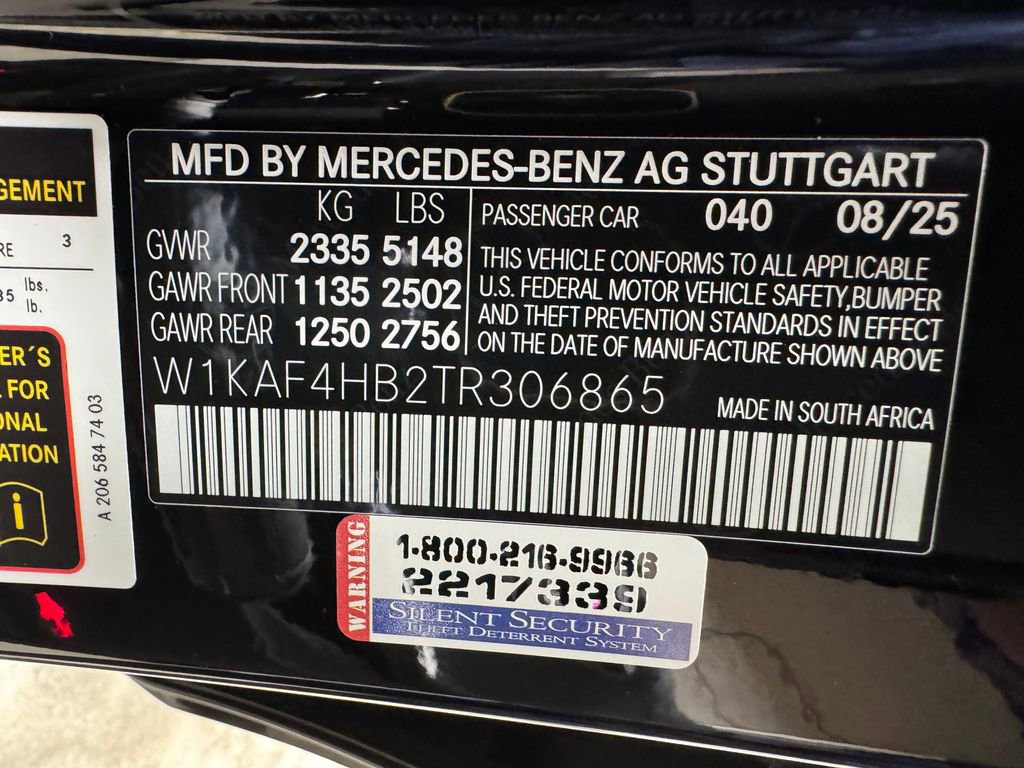 MFD BY MERCEDES-BENZ AG STUTTGART
KG LBS
GVWR 2335 5148
GAWR FRONT 1135 2502
GAWR REAR 1250 2756
PASSENGER CAR 040 08/25
THIS VEHICLE CONFORMS TO ALL APPLICABLE
U.S. FEDERAL MOTOR VEHICLE SAFETY,BUMPER
AND THEFT PREVENTION STANDARDS IN EFFECT
ON THE DATE OF MANUFACTURE SHOWN ABOVE
W1KAF4HB2TR306865
MADE IN SOUTH AFRICA
GEMENT
RE 3
35 lbs.
lb.
ER´S
FOR
ONAL
ATION
i
A 206 584 74 03
WARNING
1-800-216-9966
2217339
SILENT SECURITY
THEFT DETERRENT SYSTEM